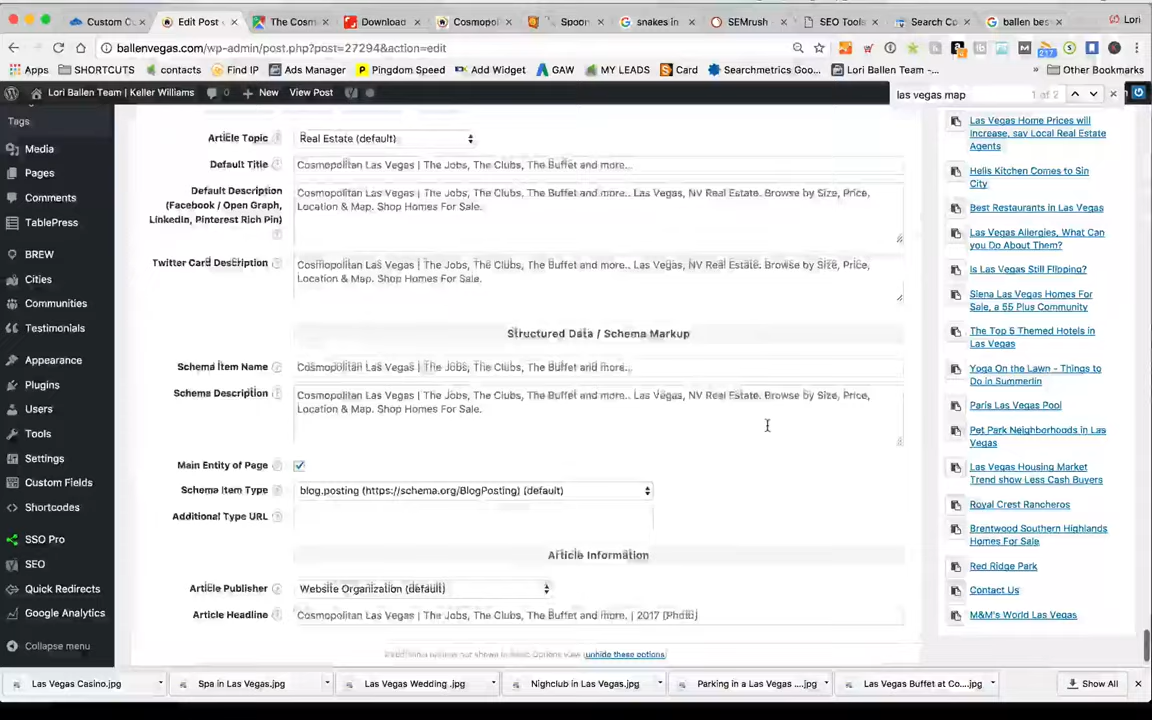 Custom C
Edit Post -
The Cosm
Download
Cosmopol
Spoon
snakes in
SEMrush
SEO Tools
Search Co
ballen bes
Lori
ballenvegas.com/wp-admin/post.php?post=27294&action=edit
217
Apps
SHORTCUTS
contacts
Find IP
Ads Manager
Pingdom Speed
Add Widget
GAW
MY LEADS
Card
Searchmetrics Goo...
Lori Ballen Team -...
Other Bookmarks
Lori Ballen Team | Keller Williams
New
View Post
las vegas map
1 of 2
Tags
Media
Pages
Comments
TablePress
BREW
Cities
Communities
Testimonials
Appearance
Plugins
Users
Tools
Settings
Custom Fields
Shortcodes
SSO Pro
SEO
Quick Redirects
Google Analytics
Collapse menu
Article Topic
Real Estate (default)
Default Title
Cosmopolitan Las Vegas | The Jobs, The Clubs, The Buffet and more..
Default Description
(Facebook / Open Graph,
LinkedIn, Pinterest Rich Pin)
Cosmopolitan Las Vegas | The Jobs, The Clubs, The Buffet and more.. Las Vegas, NV Real Estate. Browse by Size, Price,
Location & Map. Shop Homes For Sale.
Twitter Card Description
Cosmopolitan Las Vegas | The Jobs, The Clubs, The Buffet and more.. Las Vegas, NV Real Estate. Browse by Size, Price,
Location & Map. Shop Homes For Sale.
Structured Data / Schema Markup
Schema Item Name
Cosmopolitan Las Vegas | The Jobs, The Clubs, The Buffet and more..
Schema Description
Cosmopolitan Las Vegas | The Jobs, The Clubs, The Buffet and more.. Las Vegas, NV Real Estate. Browse by Size, Price,
Location & Map. Shop Homes For Sale.
Main Entity of Page
Schema Item Type
blog.posting (https://schema.org/BlogPosting) (default)
Additional Type URL
Article Information
Article Publisher
Website Organization (default)
Article Headline
Cosmopolitan Las Vegas | The Jobs, The Clubs, The Buffet and more. | 2017 [Photo]
unhide these options
Las Vegas Home Prices will
increase, say Local Real Estate
Agents
Hells Kitchen Comes to Sin
City
Best Restaurants in Las Vegas
Las Vegas Allergies, What Can
you Do About Them?
Is Las Vegas Still Flipping?
Siena Las Vegas Homes For
Sale, a 55 Plus Community
The Top 5 Themed Hotels in
Las Vegas
Yoga On the Lawn - Things to
Do in Summerlin
Paris Las Vegas Pool
Pet Park Neighborhoods in Las
Vegas
Las Vegas Housing Market
Trend show Less Cash Buyers
Royal Crest Rancheros
Brentwood Southern Highlands
Homes For Sale
Red Ridge Park
Contact Us
M&M's World Las Vegas
Las Vegas Casino.jpg
Spa in Las Vegas.jpg
Las Vegas Wedding .jpg
Nighclub in Las Vegas.jpg
Parking in a Las Vegas ....jpg
Las Vegas Buffet at Co....jpg
Show All